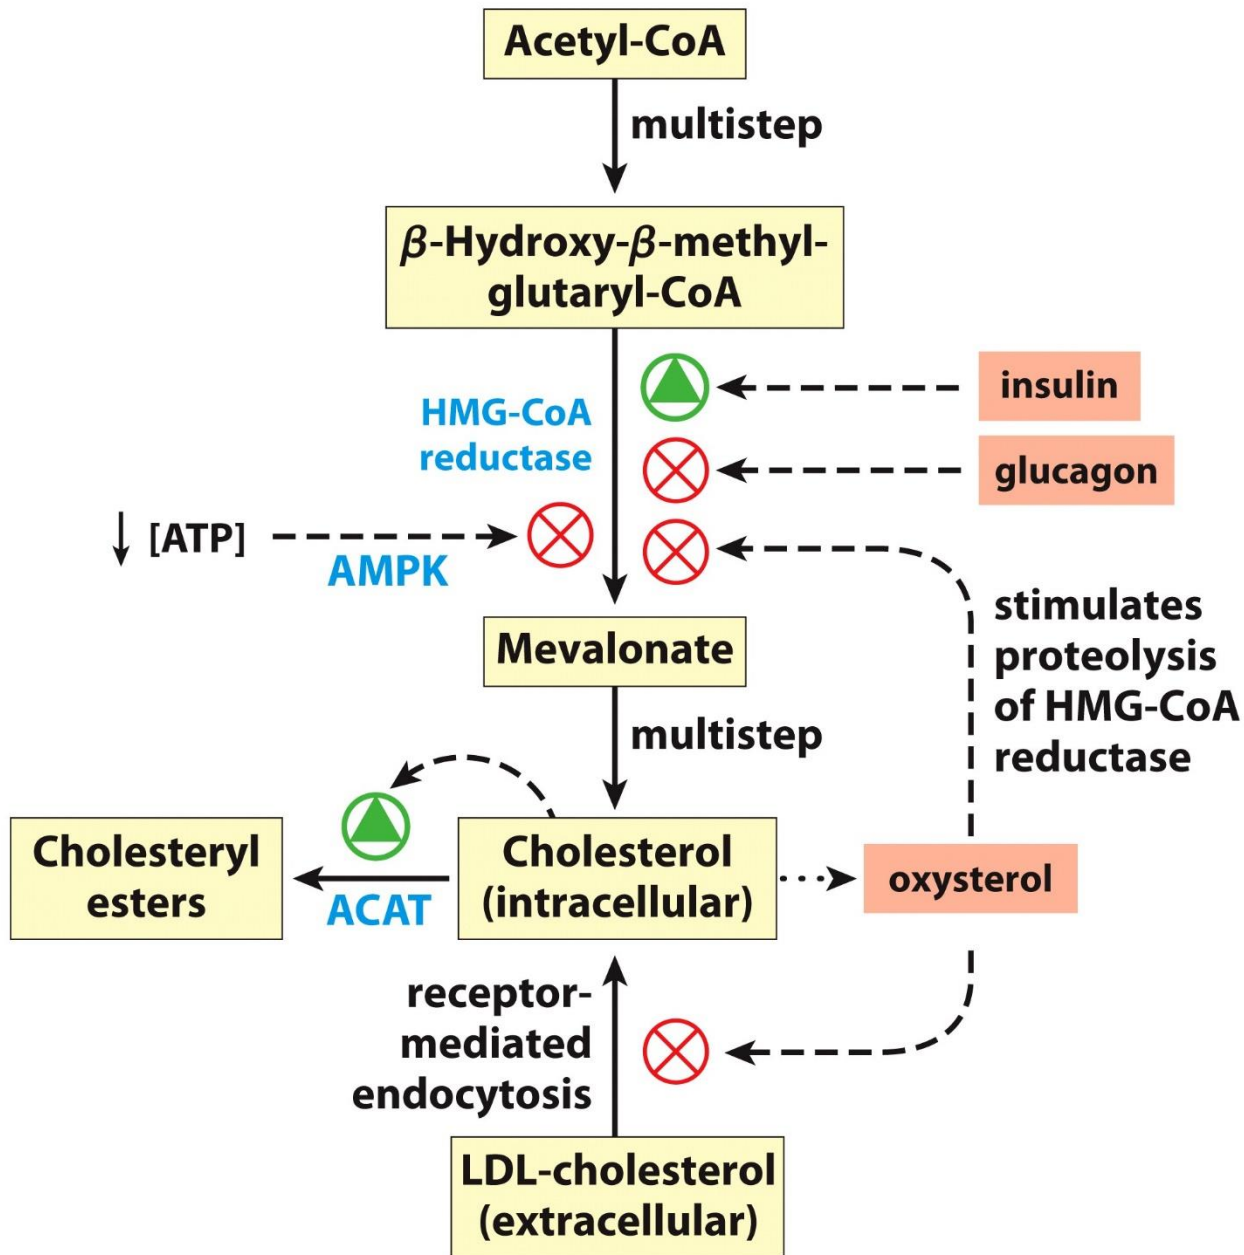 Acetyl-CoA
multistep
β-Hydroxy-β-methyl-
glutaryl-CoA
HMG-CoA
reductase
insulin
glucagon
↓ [ATP]
AMPK
stimulates
proteolysis
of HMG-CoA
reductase
Mevalonate
multistep
Cholesteryl
esters
ACAT
Cholesterol
(intracellular)
oxysterol
receptor-
mediated
endocytosis
LDL-cholesterol
(extracellular)